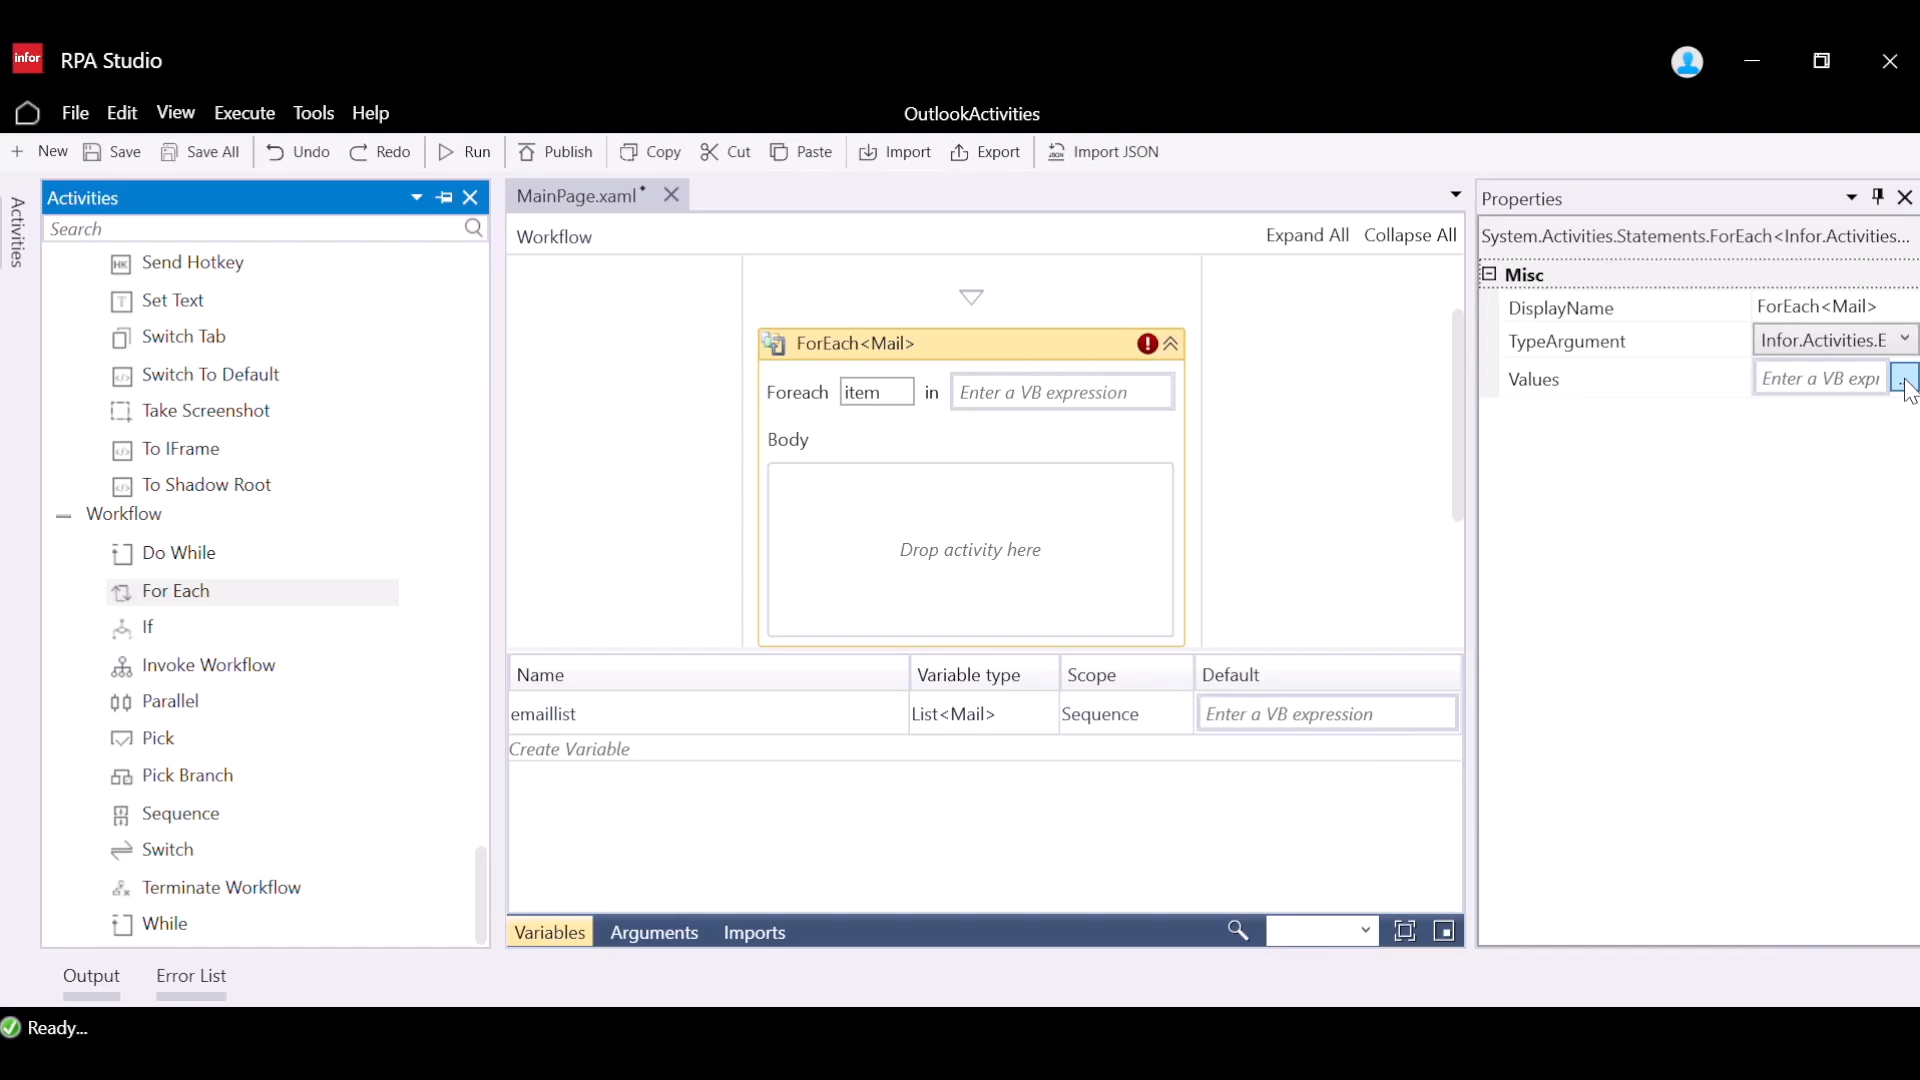 infor RPA Studio
File Edit View Execute Tools Help OutlookActivities
+ New Save Save All Undo Redo Run Publish Copy Cut Paste Import Export JSON Import JSON
Activities
Activities
Search
HK Send Hotkey
T Set Text
Switch Tab
Switch To Default
Take Screenshot
To IFrame
To Shadow Root
Workflow
Do While
For Each
If
Invoke Workflow
Parallel
Pick
Pick Branch
Sequence
Switch
Terminate Workflow
While
MainPage.xaml*
Workflow Expand All Collapse All
ForEach<Mail>
Foreach item in Enter a VB expression
Body
Drop activity here
Name Variable type Scope Default
emaillist List<Mail> Sequence Enter a VB expression
Create Variable
Variables Arguments Imports
Properties
System.Activities.Statements.ForEach<Infor.Activities...
Misc
DisplayName ForEach<Mail>
TypeArgument Infor.Activities.E
Values Enter a VB expr
Output Error List
Ready...